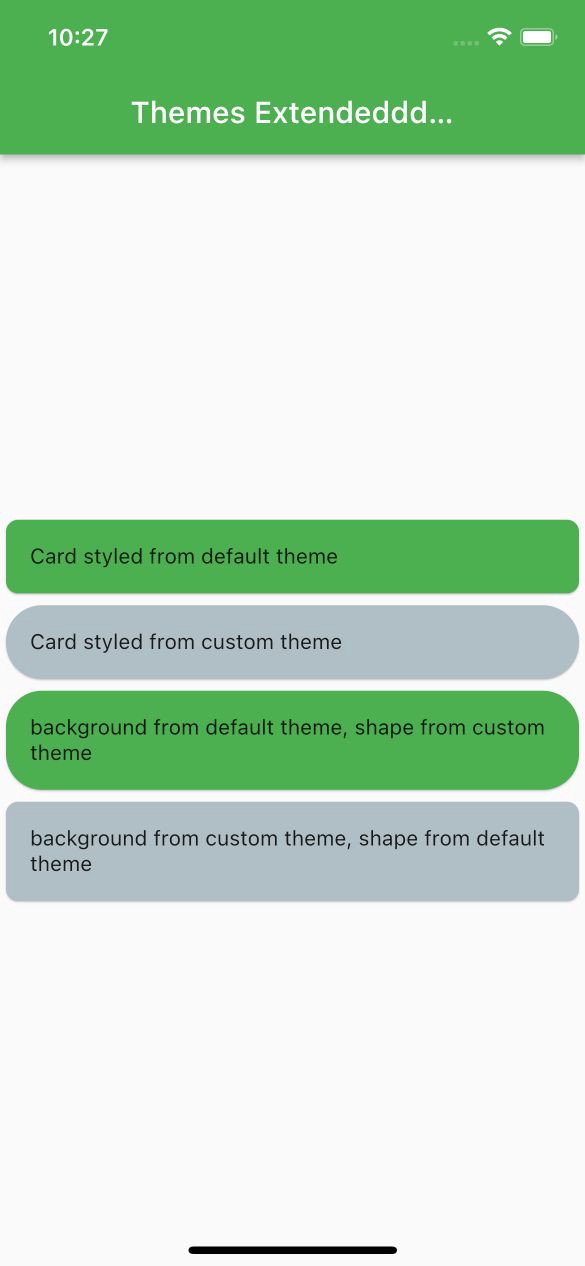 10:27
Themes Extendeddd...
Card styled from default theme
Card styled from custom theme
background from default theme, shape from custom
theme
background from custom theme, shape from default
theme